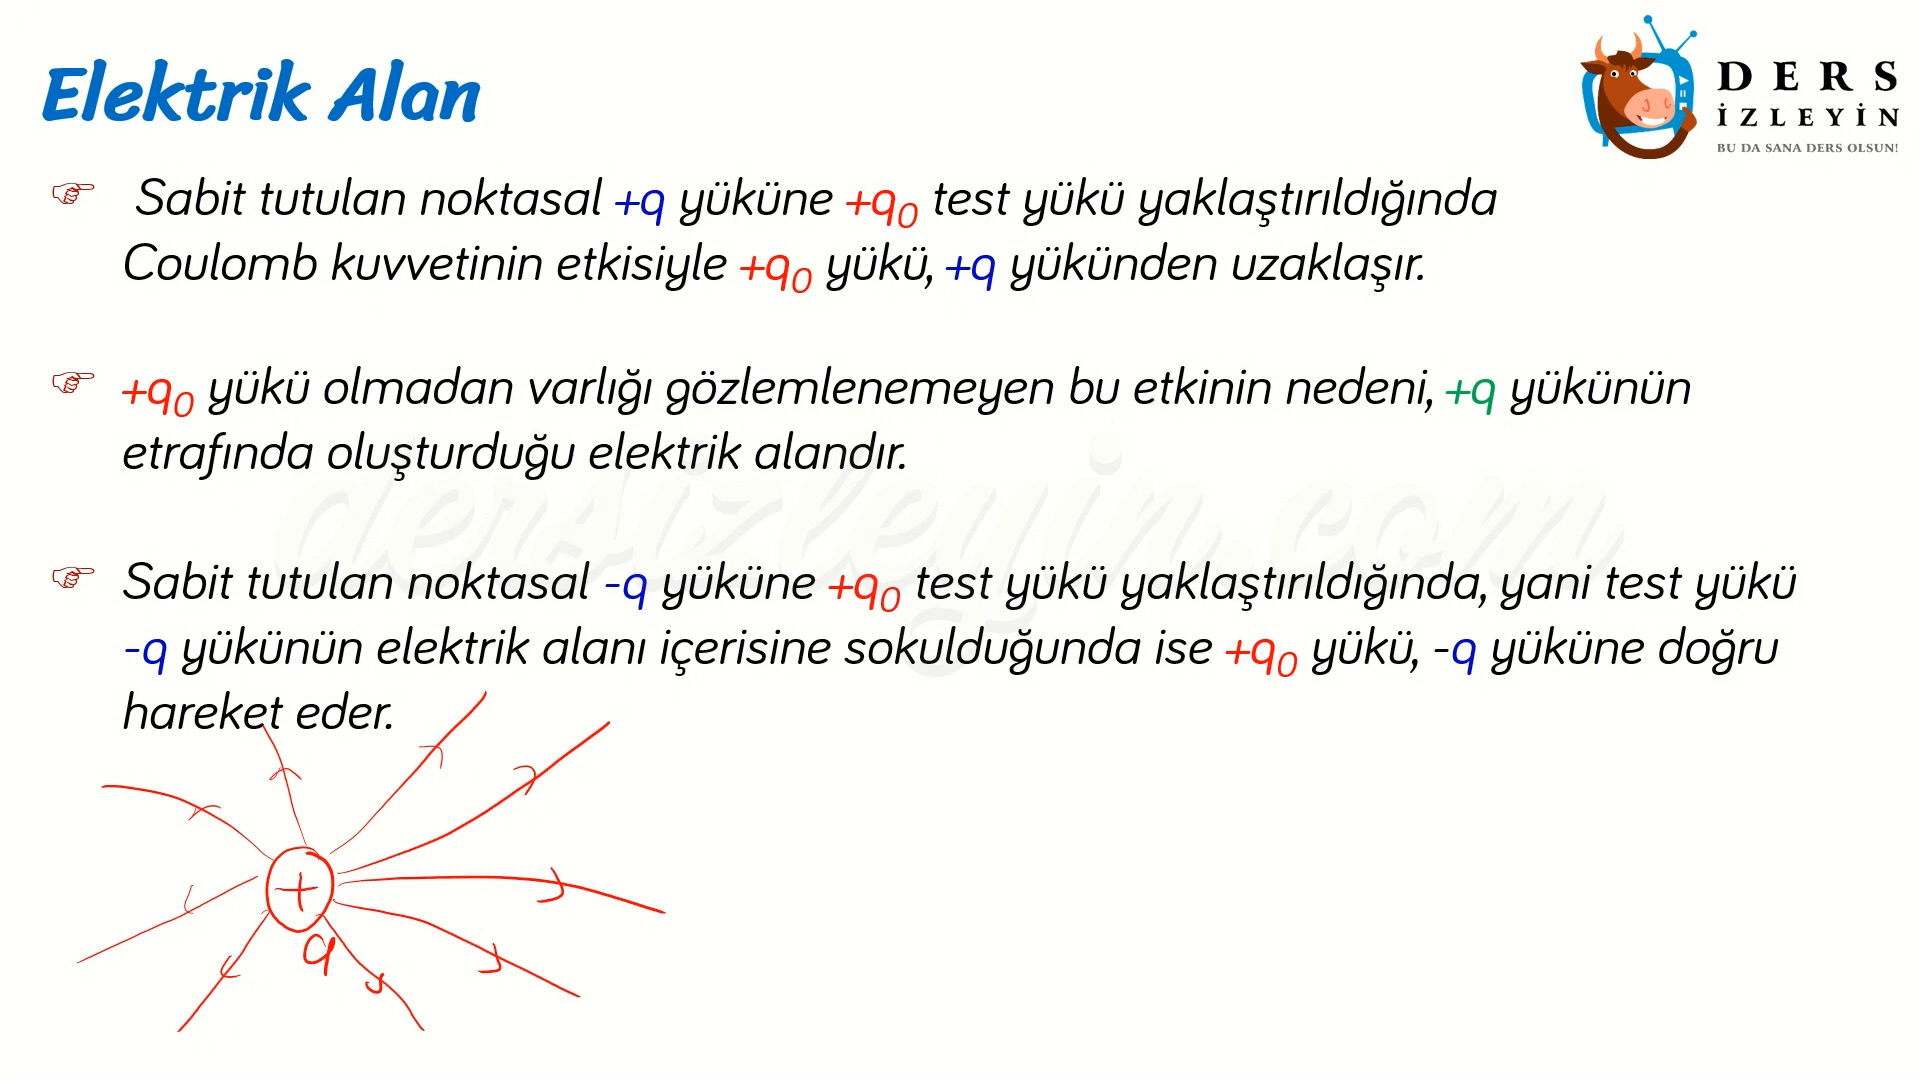 Elektrik Alan
DERS
İZLEYİN
BU DA SANA DERS OLSUN!
Sabit tutulan noktasal +q yüküne +q₀ test yükü yaklaştırıldığında
Coulomb kuvvetinin etkisiyle +q₀ yükü, +q yükünden uzaklaşır.
+q₀ yükü olmadan varlığı gözlemlenemeyen bu etkinin nedeni, +q yükünün
etrafında oluşturduğu elektrik alandır.
dersizleyin.com
Sabit tutulan noktasal -q yüküne +q₀ test yükü yaklaştırıldığında, yani test yükü
-q yükünün elektrik alanı içerisine sokulduğunda ise +q₀ yükü, -q yüküne doğru
hareket eder.
+
q